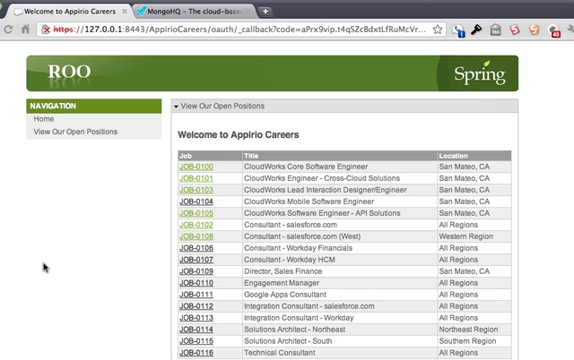 Welcome to Appirio Careers
MongoHQ - The cloud-based M
https://127.0.0.1:8443/AppirioCareers/oauth/_callback?code=aPrx9vip.t4qSZcBdxtLfRuMcVr...
ROO
Spring
NAVIGATION
Home
View Our Open Positions
View Our Open Positions
Welcome to Appirio Careers
Job Title Location
JOB-0100 CloudWorks Core Software Engineer San Mateo, CA
JOB-0101 CloudWorks Engineer - Cross-Cloud Solutions San Mateo, CA
JOB-0103 CloudWorks Lead Interaction Designer/Engineer San Mateo, CA
JOB-0104 CloudWorks Mobile Software Engineer San Mateo, CA
JOB-0105 CloudWorks Software Engineer - API Solutions San Mateo, CA
JOB-0102 Consultant - salesforce.com All Regions
JOB-0108 Consultant - salesforce.com (West) Western Region
JOB-0106 Consultant - Workday Financials All Regions
JOB-0107 Consultant - Workday HCM All Regions
JOB-0109 Director, Sales Finance San Mateo, CA
JOB-0110 Engagement Manager All Regions
JOB-0111 Google Apps Consultant All Regions
JOB-0112 Integration Consultant - salesforce.com All Regions
JOB-0113 Integration Consultant - Workday All Regions
JOB-0114 Solutions Architect - Northeast Northeast Region
JOB-0115 Solutions Architect - South Southern Region
JOB-0116 Technical Consultant All Regions